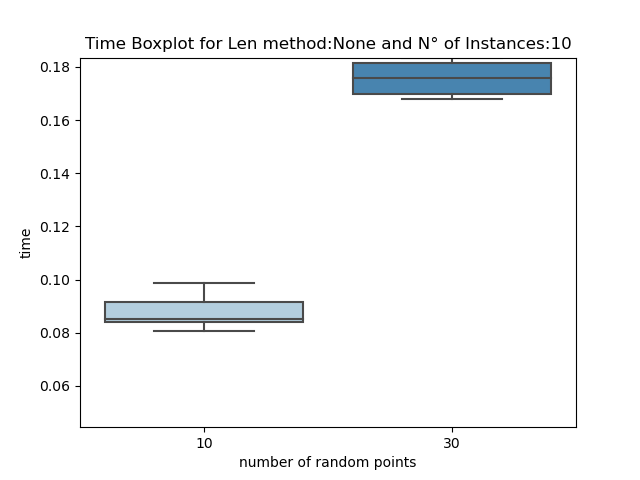 Time Boxplot for Len method:None and N° of Instances:10
0.18
0.16
0.14
0.12
0.10
0.08
0.06
time
10 30
number of random points